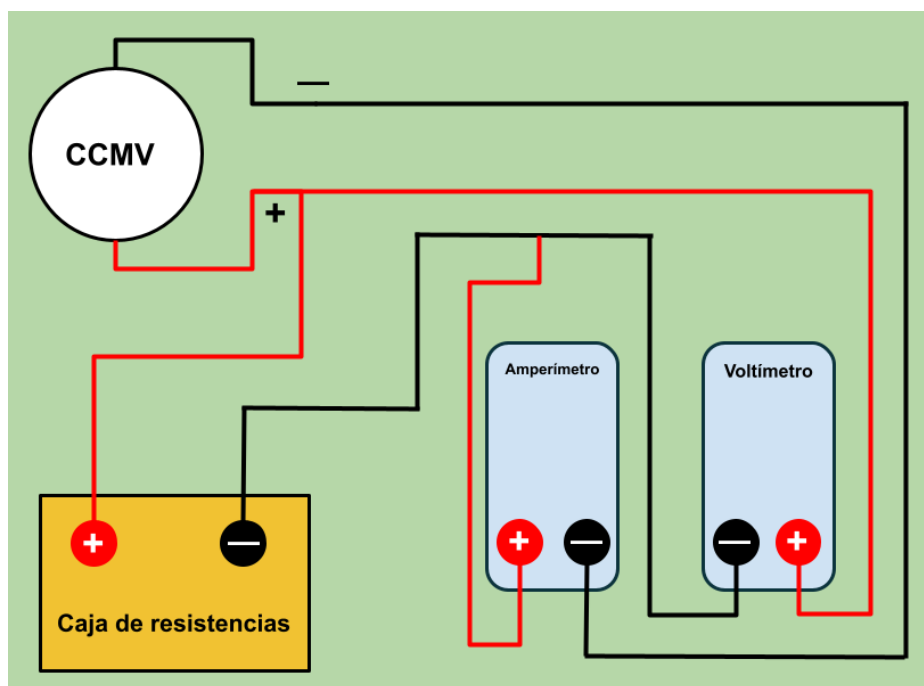 —
CCMV
+
Amperímetro
Voltímetro
+ — — +
+ —
Caja de resistencias